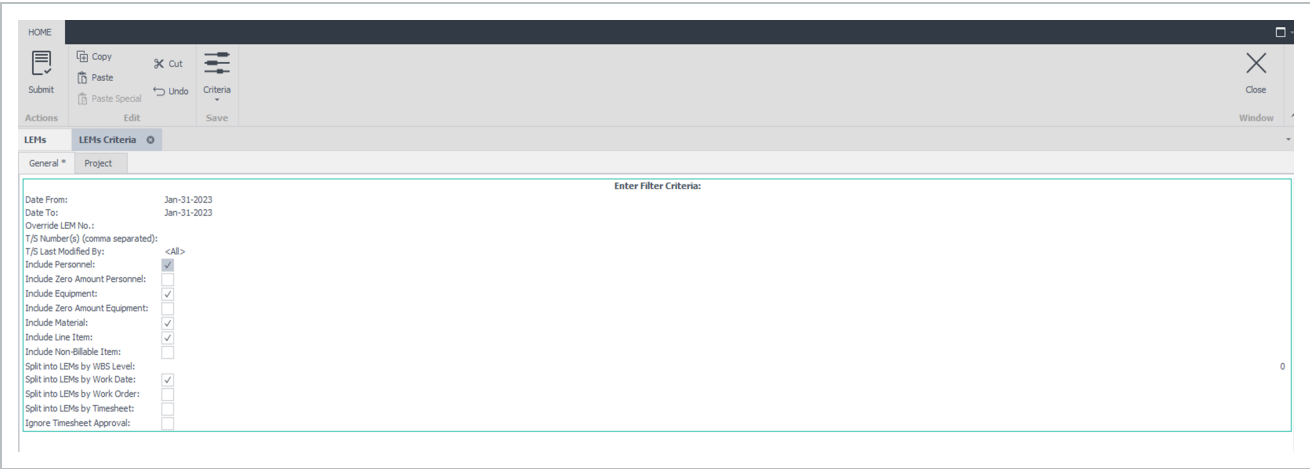 HOME
Submit
Copy
Paste
Paste Special
Cut
Undo
Criteria
Close
Actions
Edit
Save
Window
LEMs
LEMs Criteria
General *
Project
Enter Filter Criteria:
Date From: Jan-31-2023
Date To: Jan-31-2023
Override LEM No.:
T/S Number(s) (comma separated):
T/S Last Modified By: <All>
Include Personnel:
Include Zero Amount Personnel:
Include Equipment:
Include Zero Amount Equipment:
Include Material:
Include Line Item:
Include Non-Billable Item:
Split into LEMs by WBS Level: 0
Split into LEMs by Work Date:
Split into LEMs by Work Order:
Split into LEMs by Timesheet:
Ignore Timesheet Approval: